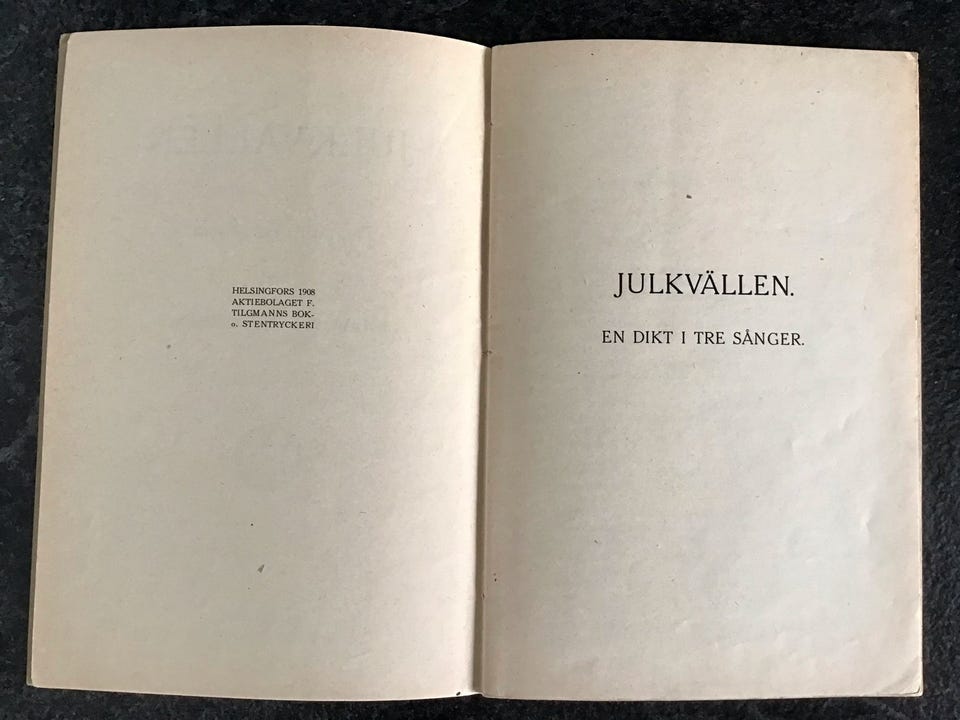 HELSINGFORS 1908
AKTIEBOLAGET F.
TILGMANNS BOK-
o. STENTRYCKERI
JULKVÄLLEN.
EN DIKT I TRE SÅNGER.